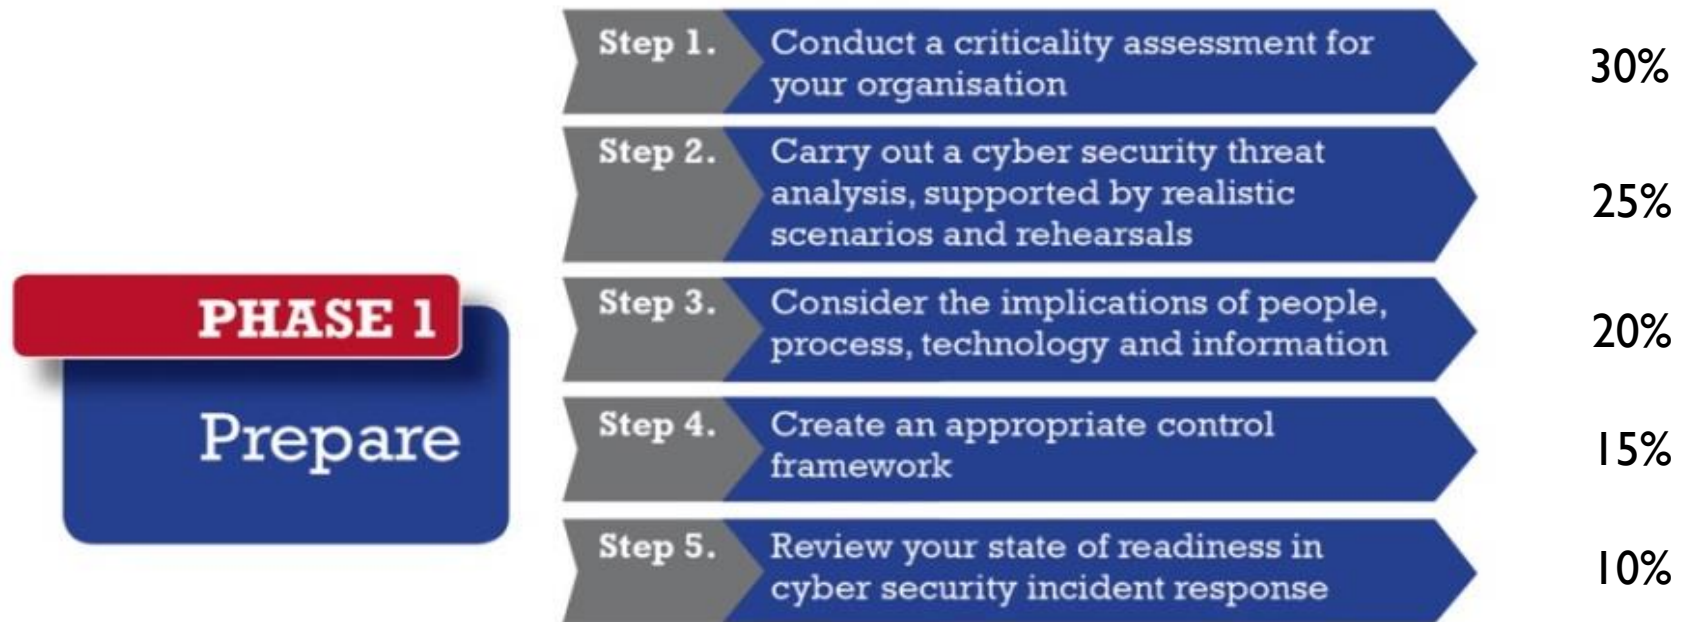 PHASE 1
Prepare
Step 1.
Conduct a criticality assessment for
your organisation
30%
Step 2.
Carry out a cyber security threat
analysis, supported by realistic
scenarios and rehearsals
25%
Step 3.
Consider the implications of people,
process, technology and information
20%
Step 4.
Create an appropriate control
framework
15%
Step 5.
Review your state of readiness in
cyber security incident response
10%